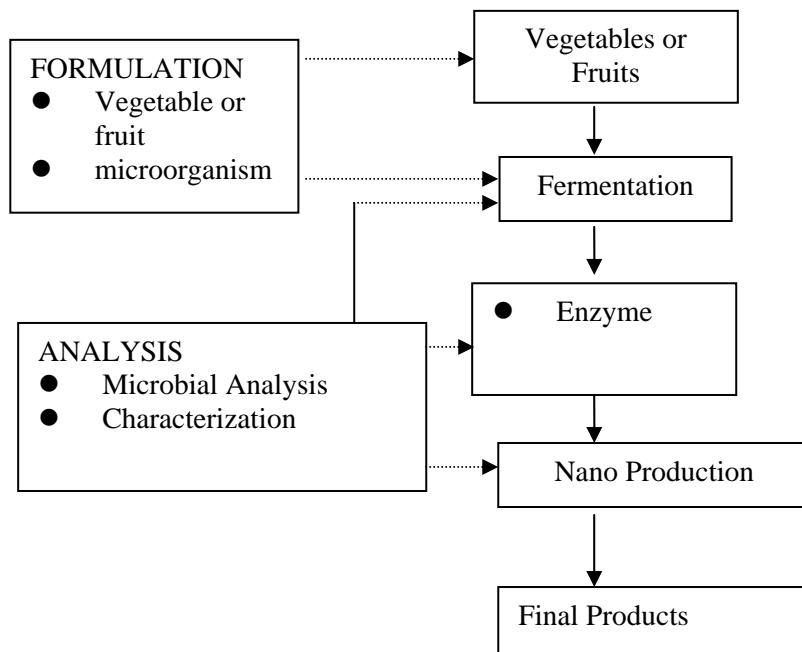 FORMULATION
● Vegetable or
fruit
● microorganism
Vegetables or
Fruits
Fermentation
● Enzyme
ANALYSIS
● Microbial Analysis
● Characterization
Nano Production
Final Products